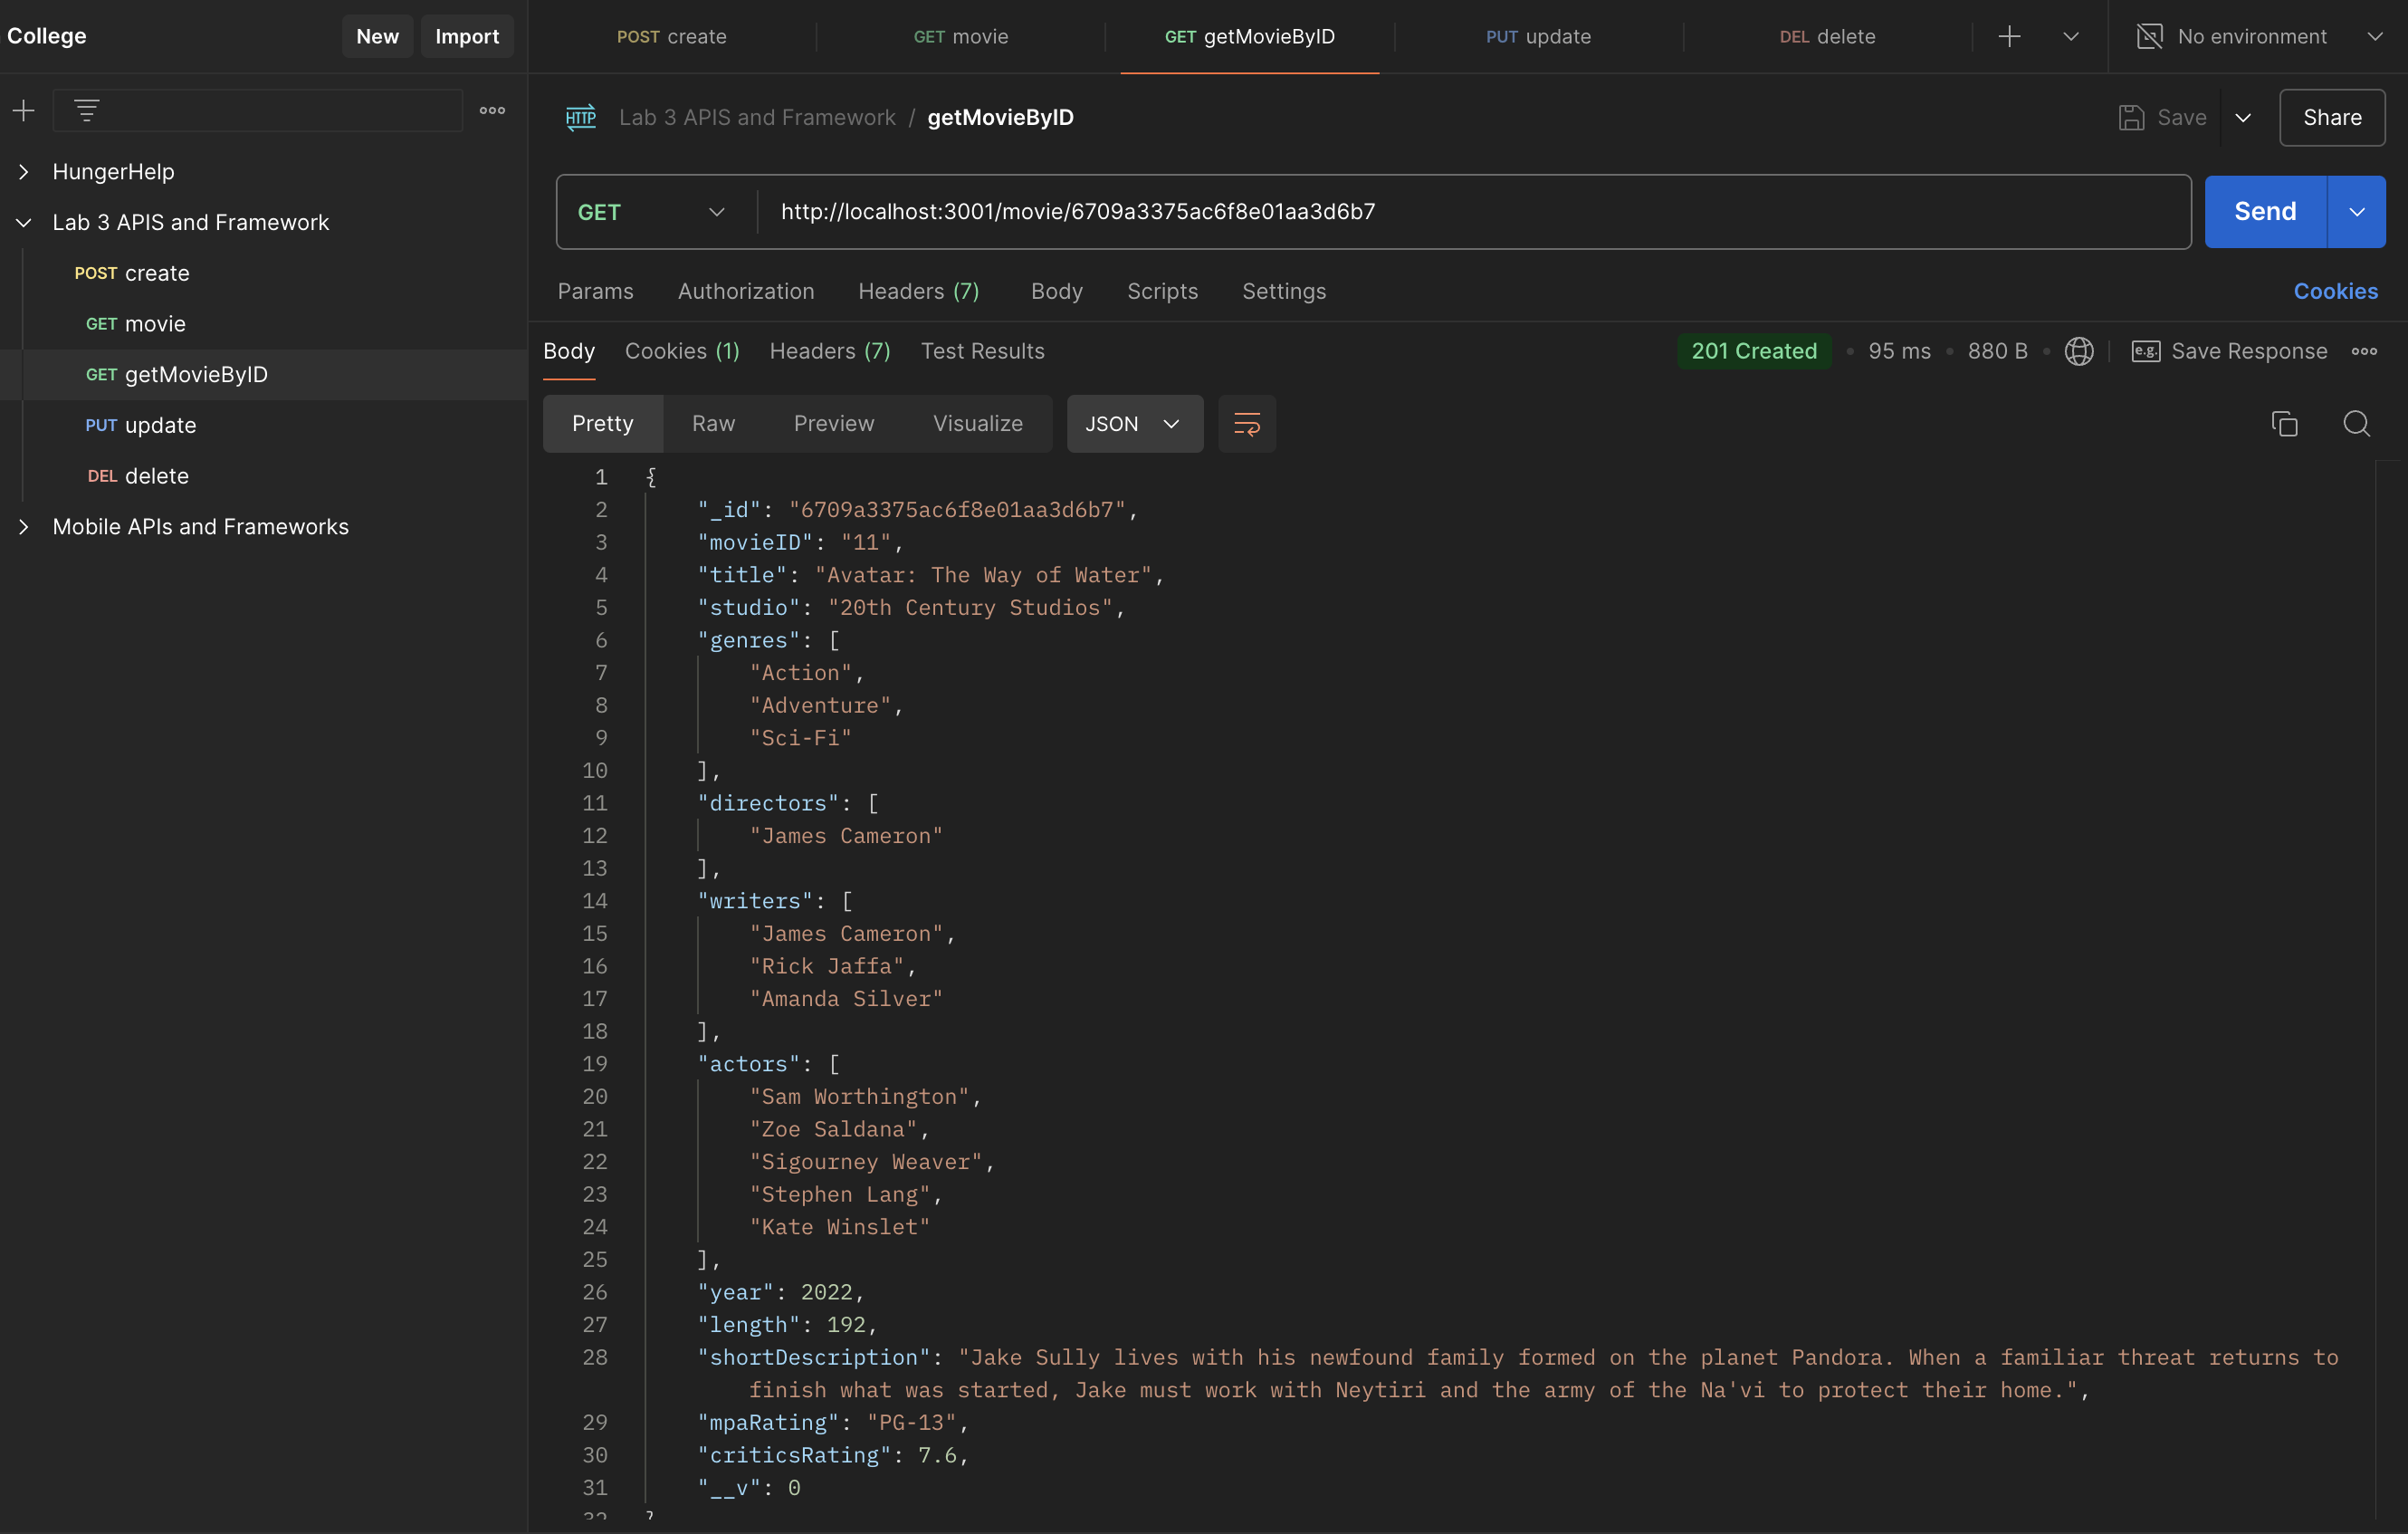 College New Import
POST create GET movie GET getMovieByID PUT update DEL delete No environment
HTTP Lab 3 APIS and Framework / getMovieByID Save Share
HungerHelp
Lab 3 APIS and Framework
POST create
GET movie
GET getMovieByID
PUT update
DEL delete
Mobile APIs and Frameworks
GET http://localhost:3001/movie/6709a3375ac6f8e01aa3d6b7 Send
Params Authorization Headers (7) Body Scripts Settings Cookies
Body Cookies (1) Headers (7) Test Results 201 Created • 95 ms • 880 B • e.g. Save Response
Pretty Raw Preview Visualize JSON
1 {
2 "_id": "6709a3375ac6f8e01aa3d6b7",
3 "movieID": "11",
4 "title": "Avatar: The Way of Water",
5 "studio": "20th Century Studios",
6 "genres": [
7 "Action",
8 "Adventure",
9 "Sci-Fi"
10 ],
11 "directors": [
12 "James Cameron"
13 ],
14 "writers": [
15 "James Cameron",
16 "Rick Jaffa",
17 "Amanda Silver"
18 ],
19 "actors": [
20 "Sam Worthington",
21 "Zoe Saldana",
22 "Sigourney Weaver",
23 "Stephen Lang",
24 "Kate Winslet"
25 ],
26 "year": 2022,
27 "length": 192,
28 "shortDescription": "Jake Sully lives with his newfound family formed on the planet Pandora. When a familiar threat returns to
finish what was started, Jake must work with Neytiri and the army of the Na'vi to protect their home.",
29 "mpaRating": "PG-13",
30 "criticsRating": 7.6,
31 "__v": 0
32 }